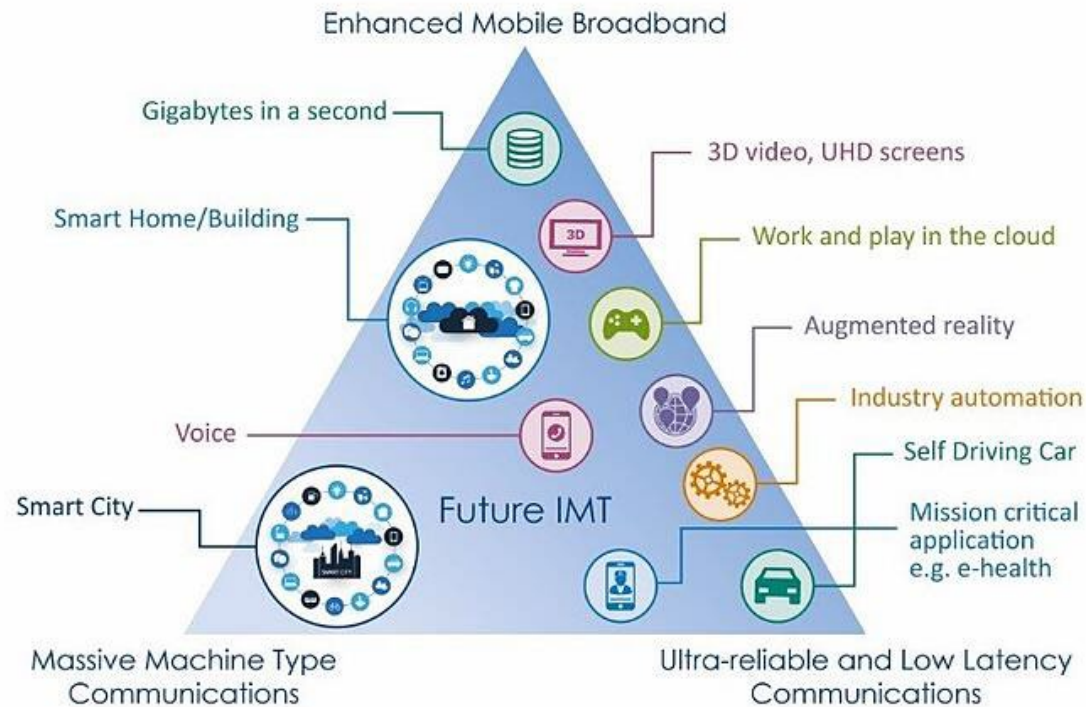 Enhanced Mobile Broadband
Gigabytes in a second
3D video, UHD screens
Smart Home/Building
3D
Work and play in the cloud
Augmented reality
Industry automation
Voice
Self Driving Car
Smart City
Future IMT
Mission critical
application
e.g. e-health
SMART CITY
Massive Machine Type
Communications
Ultra-reliable and Low Latency
Communications